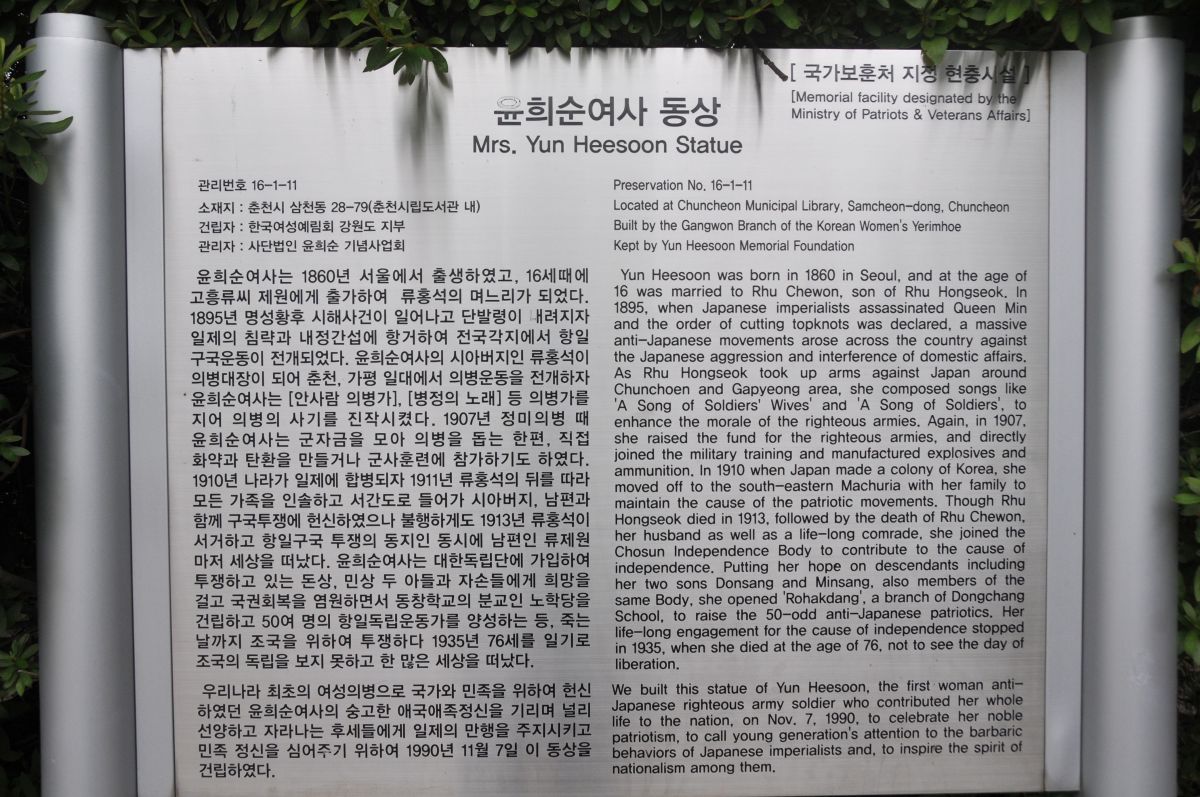 [ 국가보훈처 지정 현충시설 ]
[Memorial facility designated by the
Ministry of Patriots & Veterans Affairs]
윤희순여사 동상
Mrs. Yun Heesoon Statue
관리번호 16-1-11
소재지 : 춘천시 삼천동 28-79(춘천시립도서관 내)
건립자 : 한국여성예림회 강원도 지부
관리자 : 사단법인 윤희순 기념사업회
윤희순여사는 1860년 서울에서 출생하였고, 16세때에
고흥류씨 제원에게 출가하여 류홍석의 며느리가 되었다.
1895년 명성황후 시해사건이 일어나고 단발령이 내려지자
일제의 침략과 내정간섭에 항거하여 전국각지에서 항일
구국운동이 전개되었다. 윤희순여사의 시아버지인 류홍석이
의병대장이 되어 춘천, 가평 일대에서 의병운동을 전개하자
윤희순여사는 [안사람 의병가], [병정의 노래] 등 의병가를
지어 의병의 사기를 진작시켰다. 1907년 정미의병 때
윤희순여사는 군자금을 모아 의병을 돕는 한편, 직접
화약과 탄환을 만들거나 군사훈련에 참가하기도 하였다.
1910년 나라가 일제에 합병되자 1911년 류홍석의 뒤를 따라
모든 가족을 인솔하고 서간도로 들어가 시아버지, 남편과
함께 구국투쟁에 헌신하였으나 불행하게도 1913년 류홍석이
서거하고 항일구국 투쟁의 동지인 동시에 남편인 류제원
마저 세상을 떠났다. 윤희순여사는 대한독립단에 가입하여
투쟁하고 있는 돈상, 민상 두 아들과 자손들에게 희망을
걸고 국권회복을 염원하면서 동창학교의 분교인 노학당을
건립하고 50여 명의 항일독립운동가를 양성하는 등, 죽는
날까지 조국을 위하여 투쟁하다 1935년 76세를 일기로
조국의 독립을 보지 못하고 한 많은 세상을 떠났다.
우리나라 최초의 여성의병으로 국가와 민족을 위하여 헌신
하였던 윤희순여사의 숭고한 애국애족정신을 기리며 널리
선양하고 자라나는 후세들에게 일제의 만행을 주지시키고
민족 정신을 심어주기 위하여 1990년 11월 7일 이 동상을
건립하였다.
Preservation No. 16-1-11
Located at Chuncheon Municipal Library, Samcheon-dong, Chuncheon
Built by the Gangwon Branch of the Korean Women's Yerimhoe
Kept by Yun Heesoon Memorial Foundation
Yun Heesoon was born in 1860 in Seoul, and at the age of
16 was married to Rhu Chewon, son of Rhu Hongseok. In
1895, when Japanese imperialists assassinated Queen Min
and the order of cutting topknots was declared, a massive
anti-Japanese movements arose across the country against
the Japanese aggression and interference of domestic affairs.
As Rhu Hongseok took up arms against Japan around
Chunchoen and Gapyeong area, she composed songs like
'A Song of Soldiers' Wives' and 'A Song of Soldiers', to
enhance the morale of the righteous armies. Again, in 1907,
she raised the fund for the righteous armies, and directly
joined the military training and manufactured explosives and
ammunition. In 1910 when Japan made a colony of Korea, she
moved off to the south-eastern Machuria with her family to
maintain the cause of the patriotic movements. Though Rhu
Hongseok died in 1913, followed by the death of Rhu Chewon,
her husband as well as a life-long comrade, she joined the
Chosun Independence Body to contribute to the cause of
independence. Putting her hope on descendants including
her two sons Donsang and Minsang, also members of the
same Body, she opened 'Rohakdang', a branch of Dongchang
School, to raise the 50-odd anti-Japanese patriotics. Her
life-long engagement for the cause of independence stopped
in 1935, when she died at the age of 76, not to see the day of
liberation.
We built this statue of Yun Heesoon, the first woman anti-
Japanese righteous army soldier who contributed her whole
life to the nation, on Nov. 7, 1990, to celebrate her noble
patriotism, to call young generation's attention to the barbaric
behaviors of Japanese imperialists and, to inspire the spirit of
nationalism among them.